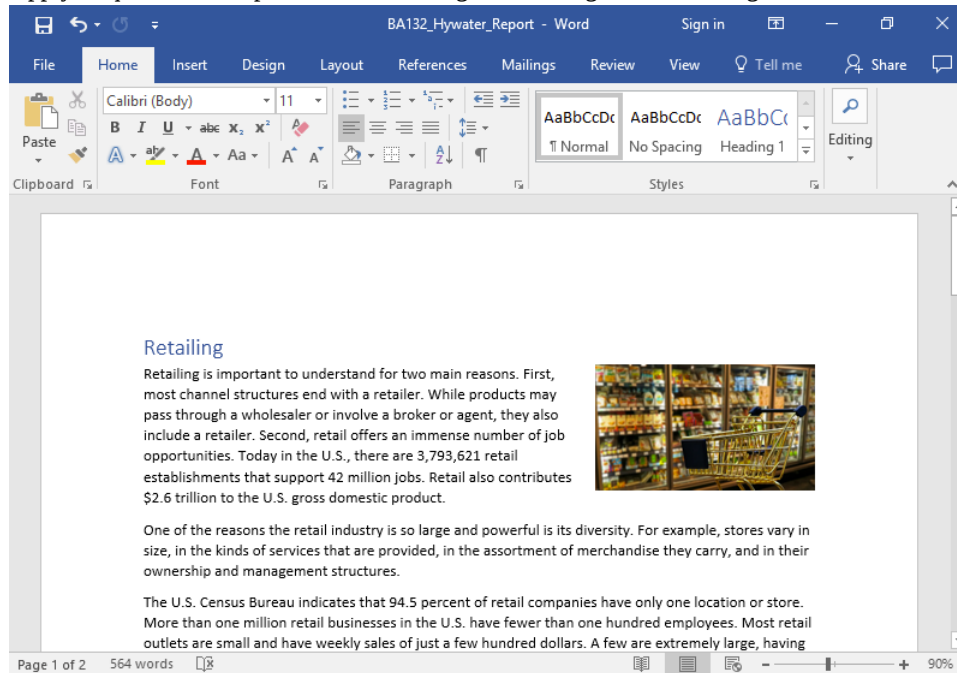 BA132_Hywater_Report - Word Sign in
File Home Insert Design Layout References Mailings Review View Tell me Share
Paste
Calibri (Body) 11
B I U abc X₂ X²
A aby A Aa A A
AaBbCcDc AaBbCcDc AaBbC
¶ Normal No Spacing Heading 1
Editing
Clipboard Font Paragraph Styles
Retailing
Retailing is important to understand for two main reasons. First,
most channel structures end with a retailer. While products may
pass through a wholesaler or involve a broker or agent, they also
include a retailer. Second, retail offers an immense number of job
opportunities. Today in the U.S., there are 3,793,621 retail
establishments that support 42 million jobs. Retail also contributes
$2.6 trillion to the U.S. gross domestic product.
One of the reasons the retail industry is so large and powerful is its diversity. For example, stores vary in
size, in the kinds of services that are provided, in the assortment of merchandise they carry, and in their
ownership and management structures.
The U.S. Census Bureau indicates that 94.5 percent of retail companies have only one location or store.
More than one million retail businesses in the U.S. have fewer than one hundred employees. Most retail
outlets are small and have weekly sales of just a few hundred dollars. A few are extremely large, having
Page 1 of 2 564 words 90%